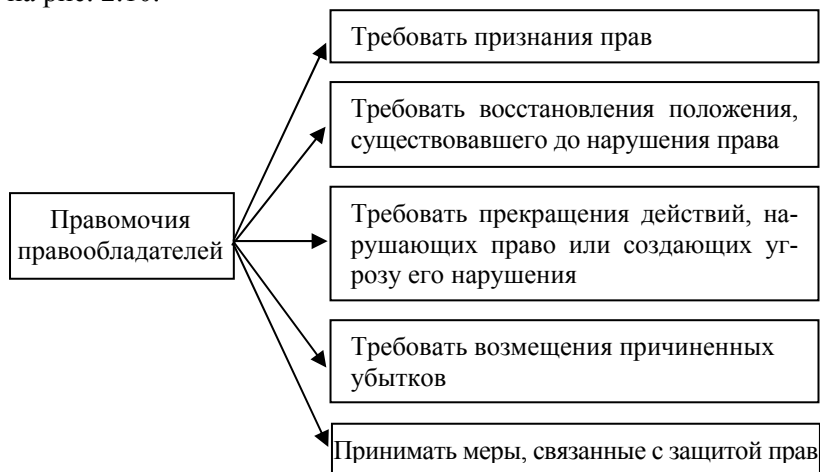 на рис. 2.10.
Требовать признания прав
Требовать восстановления положения,
существовавшего до нарушения права
Правомочия
правообладателей
Требовать прекращения действий, на-
рушающих право или создающих уг-
розу его нарушения
Требовать возмещения причиненных
убытков
Принимать меры, связанные с защитой прав